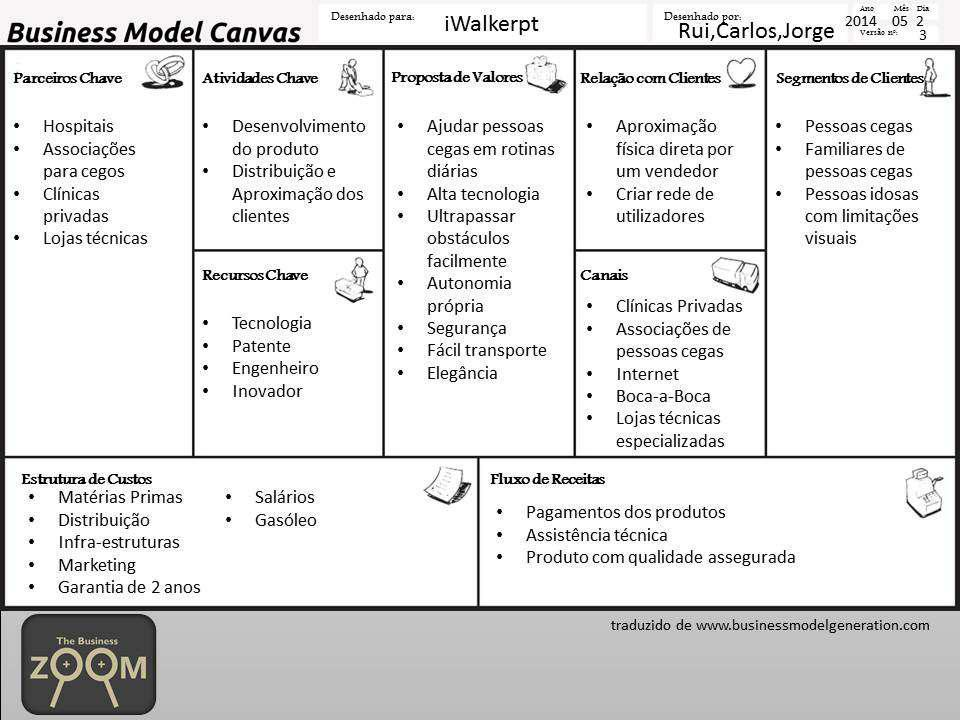 Business Model Canvas
Desenhado para:
iWalkerpt
Desenhado por:
Rui,Carlos,Jorge
Ano Mês Dia
2014 05 2
Versão nº:
3
Parceiros Chave
• Hospitais
• Associações
para cegos
• Clínicas
privadas
• Lojas técnicas
Atividades Chave
• Desenvolvimento
do produto
• Distribuição e
Aproximação dos
clientes
Recursos Chave
• Tecnologia
• Patente
• Engenheiro
• Inovador
Proposta de Valores
• Ajudar pessoas
cegas em rotinas
diárias
• Alta tecnologia
• Ultrapassar
obstáculos
facilmente
• Autonomia
própria
• Segurança
• Fácil transporte
• Elegância
Relação com Clientes
• Aproximação
física direta por
um vendedor
• Criar rede de
utilizadores
Canais
• Clínicas Privadas
• Associações de
pessoas cegas
• Internet
• Boca-a-Boca
• Lojas técnicas
especializadas
Segmentos de Clientes
• Pessoas cegas
• Familiares de
pessoas cegas
• Pessoas idosas
com limitações
visuais
Estrutura de Custos
• Matérias Primas
• Distribuição
• Infra-estruturas
• Marketing
• Garantia de 2 anos
• Salários
• Gasóleo
Fluxo de Receitas
• Pagamentos dos produtos
• Assistência técnica
• Produto com qualidade assegurada
traduzido de www.businessmodelgeneration.com
The Business
ZOOM